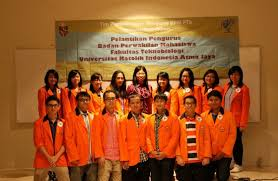 Pelantikan Pengurus
Badan Perwakilan Mahasiswa
Fakultas Teknobiologi
Universitas Katolik Indonesia Atma Jaya